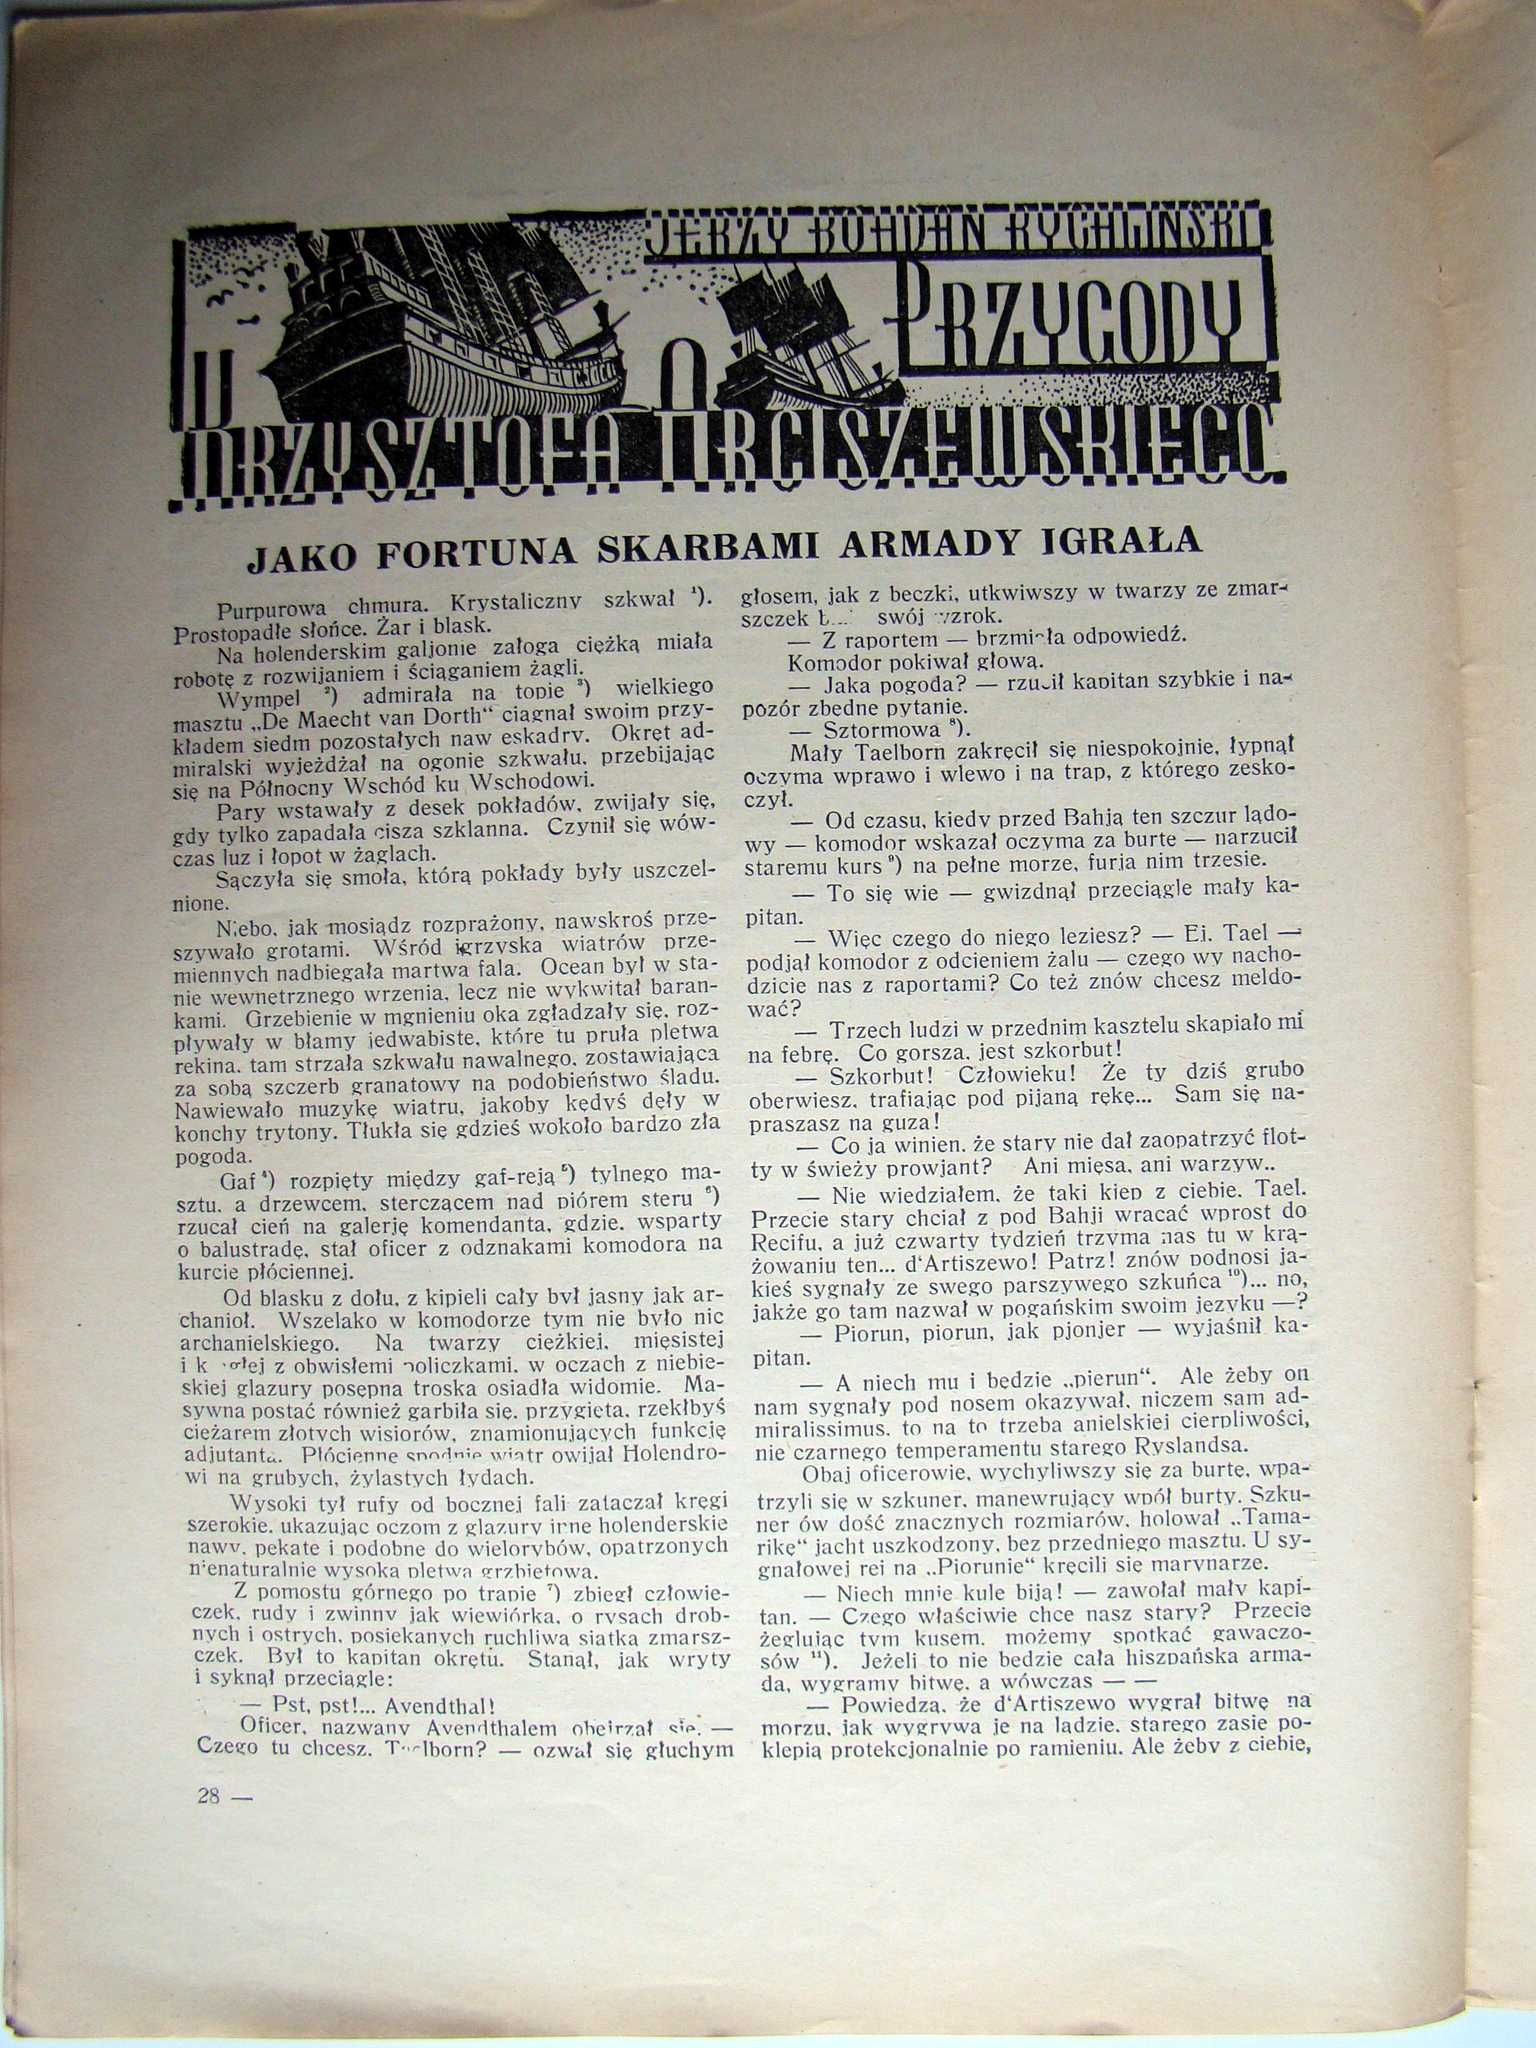 JERZY BOHDAN RYCHLIŃSKI
PRZYGODY
KRZYSZTOFA ARCISZEWSKIEGO
JAKO FORTUNA SKARBAMI ARMADY IGRAŁA
Purpurowa chmura. Krystaliczny szkwał ¹).
Prostopadłe słońce. Żar i blask.
Na holenderskim galjonie załoga ciężką miała
robotę z rozwijaniem i ściąganiem żagli.
Wympel ²) admirała na topie ³) wielkiego
masztu „De Maecht van Dorth“ ciągnął swoim przy-
kładem siedm pozostałych naw eskadry. Okręt ad-
miralski wyjeżdżał na ogonie szkwału, przebijając
się na Północny Wschód ku Wschodowi.
Pary wstawały z desek pokładów, zwijały się,
gdy tylko zapadała cisza szklanna. Czynił się wów-
czas luz i łopot w żaglach.
Sączyła się smoła, którą pokłady były uszczel-
nione.
Niebo, jak mosiądz rozprażony, nawskroś prze-
szywało grotami. Wśród igrzyska wiatrów prze-
miennych nadbiegała martwa fala. Ocean był w sta-
nie wewnętrznego wrzenia, lecz nie wykwitał baran-
kami. Grzebienie w mgnieniu oka zgładzały się, roz-
pływały w błamy jedwabiste, które tu pruła pletwa
rekina, tam strzała szkwału nawalnego, zostawiająca
za sobą szczerb granatowy na podobieństwo śladu.
Nawiewało muzykę wiatru, jakoby kędyś dęły w
konchy trytony. Tłukła się gdzieś wokoło bardzo zła
pogoda.
Gaf ⁴) rozpięty między gaf-reją ⁵) tylnego ma-
sztu, a drzewcem, sterczącem nad piórem steru ⁶)
rzucał cień na galerję komendanta, gdzie, wsparty
o balustradę, stał oficer z odznakami komodora na
kurcie płóciennej.
Od blasku z dołu, z kipieli cały był jasny jak ar-
chanioł. Wszelako w komodorze tym nie było nic
archanielskiego. Na twarzy ciężkiej, mięsistej
i z obwisłemi policzkami, w oczach z niebie-
skiej glazury posępna troska osiadła widomie. Ma-
sywna postać również garbiła się, przygięta, rzekłbyś
ciężarem złotych wisiorów, znamionujących funkcję
adjutanta. Płócienne spodnie wiatr owijał Holendro-
wi na grubych, żylastych łydach.
Wysoki tył rufy od bocznej fali zataczał kręgi
szerokie, ukazując oczom z glazury inne holenderskie
nawy, pękate i podobne do wielorybów, opatrzonych
nienaturalnie wysoką pletwą grzbietową.
Z pomostu górnego po trapie ⁷) zbiegł człowie-
czek, rudy i zwinny jak wiewiórka, o rysach drob-
nych i ostrych, posiekanych ruchliwą siatką zmarsz-
czek. Był to kapitan okrętu. Stanął, jak wryty
i syknął przeciągle:
— Pst, pst!... Avendthal!
Oficer, nazwany Avendthalem obejrzał się. —
Czego tu chcesz, Taelborn? — ozwał się głuchym
głosem, jak z beczki, utkwiwszy w twarzy ze zmar-
szczek swój wzrok.
— Z raportem — brzmiała odpowiedź.
Komodor pokiwał głową.
— Jaka pogoda? — rzucił kapitan szybkie i na-
pozór zbędne pytanie.
— Sztormowa ⁸).
Mały Taelborn zakręcił się niespokojnie, łypnął
oczyma wprawo i wlewo i na trap, z którego zesko-
czył.
— Od czasu, kiedy przed Bahją ten szczur lądo-
wy — komodor wskazał oczyma za burtę — narzucił
staremu kurs ⁹) na pełne morze, furja nim trzęsie.
— To się wie — gwizdnął przeciągle mały ka-
pitan.
— Więc czego do niego leziesz? — Ej, Tael —
podjął komodor z odcieniem żalu — czego wy nacho-
dzicie nas z raportami? Co też znów chcesz meldo-
wać?
— Trzech ludzi w przednim kasztelu skapiało mi
na febrę. Co gorsza, jest szkorbut!
— Szkorbut! Człowieku! Że ty dziś grubo
oberwiesz, trafiając pod pijaną rękę... Sam się na-
praszasz na guza!
— Co ja winien, że stary nie dał zaopatrzyć flot-
ty w świeży prowjant? Ani mięsa, ani warzyw..
— Nie wiedziałem, że taki kiep z ciebie, Tael.
Przecie stary chciał z pod Bahji wracać wprost do
Recifu, a już czwarty tydzień trzyma nas tu w krą-
żowaniu ten... d‘Artiszewo! Patrz! znów podnosi ja-
kieś sygnały ze swego parszywego szkuńca ¹⁰)... no,
jakże go tam nazwał w pogańskim swoim języku —?
— Piorun, piorun, jak pjonjer — wyjaśnił ka-
pitan.
— A niech mu i będzie „pierun“. Ale żeby on
nam sygnały pod nosem okazywał, niczem sam ad-
miralissimus, to na to trzeba anielskiej cierpliwości,
nie czarnego temperamentu starego Ryslandsa.
Obaj oficerowie, wychyliwszy się za burtę, wpa-
trzyli się w szkuner, manewrujący wpół burty. Szku-
ner ów dość znacznych rozmiarów, holował „Tama-
rikę“ jacht uszkodzony, bez przedniego masztu. U sy-
gnałowej rei na „Piorunie“ kręcili się marynarze.
— Niech mnie kule biją! — zawołał mały kapi-
tan. — Czego właściwie chce nasz stary? Przecie
żeglując tym kusem, możemy spotkać gawaczo-
sów ¹¹). Jeżeli to nie będzie cała hiszpańska arma-
da, wygramy bitwę, a wówczas — —
— Powiedzą, że d‘Artiszewo wygrał bitwę na
morzu, jak wygrywa je na lądzie, starego zasie po-
klepią protekcjonalnie po ramieniu. Ale żeby z ciebie,
28 —